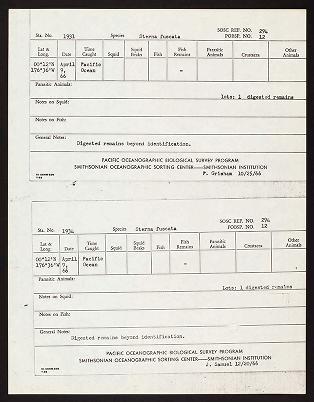 SOSC REF. NO. 274
Sta. No. 1931 Species Sterna fuscata POBSP. NO. 12
Lat & Long. Date Time Caught Squid Squid Beaks Fish Fish Remains Parasitic Animals Crustacea Other Animals
00°12'N April Pacific
176°36'W 9, Ocean -
66
Parasitic Animals:
lots: 1 digested remains
Notes on Squid:
Notes on Fish:
General Notes:
Digested remains beyond identification.
PACIFIC OCEANOGRAPHIC BIOLOGICAL SURVEY PROGRAM
SMITHSONIAN OCEANOGRAPHIC SORTING CENTER—SMITHSONIAN INSTITUTION
P. Grisham 10/25/66
SOSC REF. NO. 274
Sta. No. 1934 Species Sterna fuscata POBSP. NO. 12
Lat & Long. Date Time Caught Squid Squid Beaks Fish Fish Remains Parasitic Animals Crustacea Other Animals
00°12'N April Pacific
176°36'W 9, Ocean -
66
Parasitic Animals:
Lots: 1 digested remains
Notes on Squid:
Notes on Fish:
General Notes:
Digested remains beyond identification.
PACIFIC OCEANOGRAPHIC BIOLOGICAL SURVEY PROGRAM
SMITHSONIAN OCEANOGRAPHIC SORTING CENTER—SMITHSONIAN INSTITUTION
J. Samuel 12/20/66